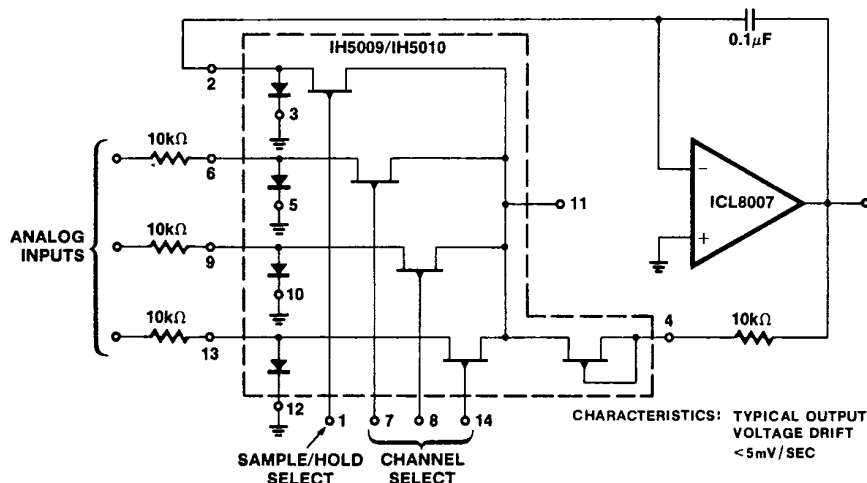 IH5009/IH5010
0.1µF
2
3
10kΩ
6
5
ICL8007
−
+
11
ANALOG
INPUTS
10kΩ
9
10
10kΩ
13
4
10kΩ
12
1
7
8
14
SAMPLE/HOLD
SELECT
CHANNEL
SELECT
CHARACTERISTICS: TYPICAL OUTPUT
VOLTAGE DRIFT
<5mV/SEC